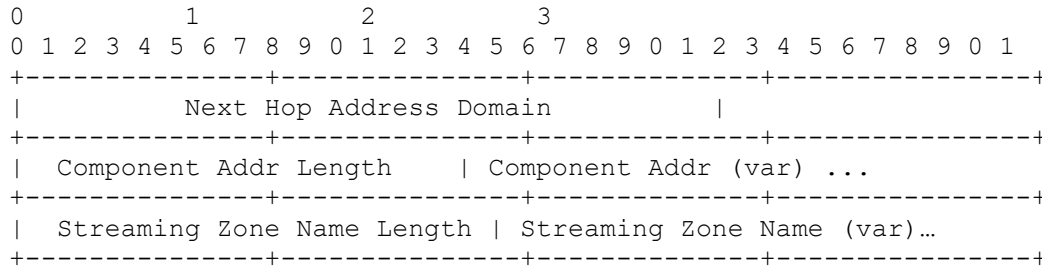 0                   1                   2                   3
0 1 2 3 4 5 6 7 8 9 0 1 2 3 4 5 6 7 8 9 0 1 2 3 4 5 6 7 8 9 0 1
+---------------+---------------+--------------+----------------+
|          Next Hop Address Domain          |
+---------------+---------------+--------------+----------------+
|  Component Addr Length    | Component Addr (var) ...
+---------------+---------------+--------------+----------------+
|  Streaming Zone Name Length | Streaming Zone Name (var)…
+---------------+---------------+--------------+----------------+